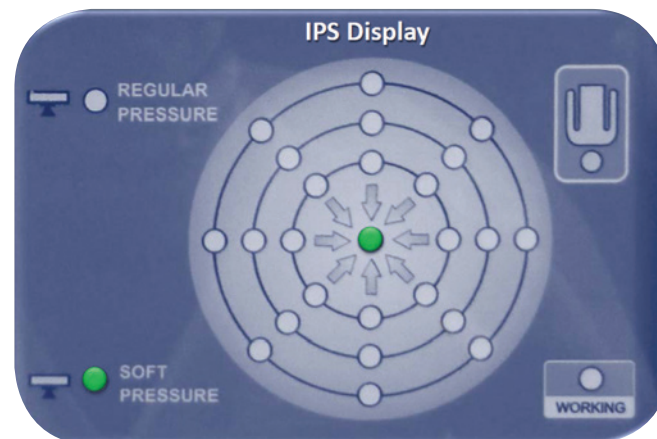 IPS Display
REGULAR
PRESSURE
SOFT
PRESSURE
WORKING